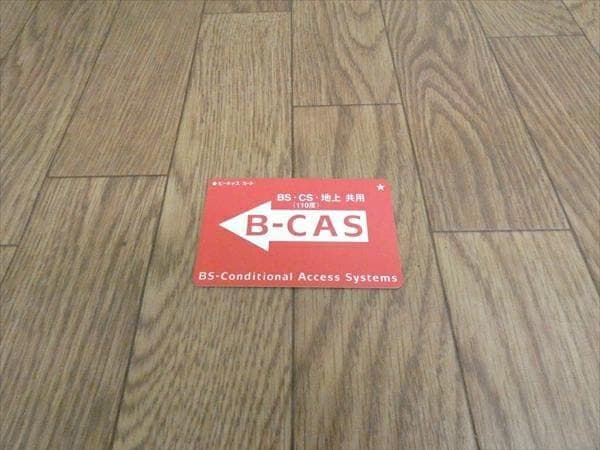 ビーキャス カード
BS・CS・地上 共用
(110度)
B-CAS
BS-Conditional Access Systems